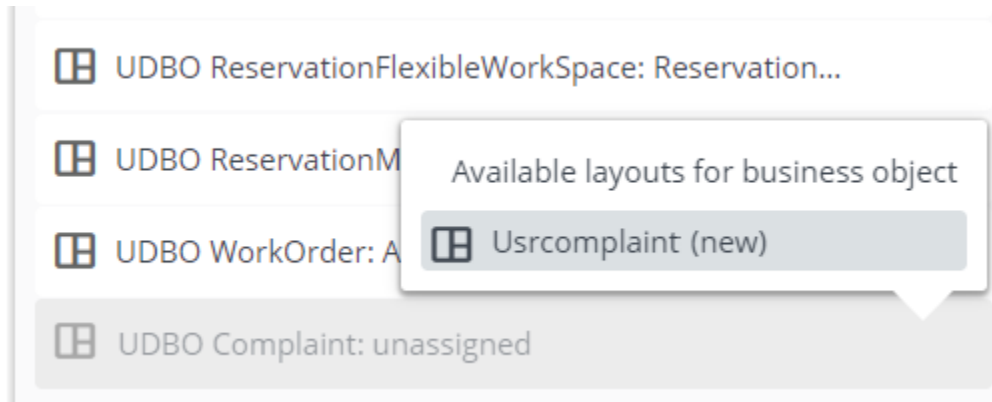 UDBO ReservationFlexibleWorkSpace: Reservation...
UDBO ReservationM
Available layouts for business object
Usrcomplaint (new)
UDBO WorkOrder: A
UDBO Complaint: unassigned